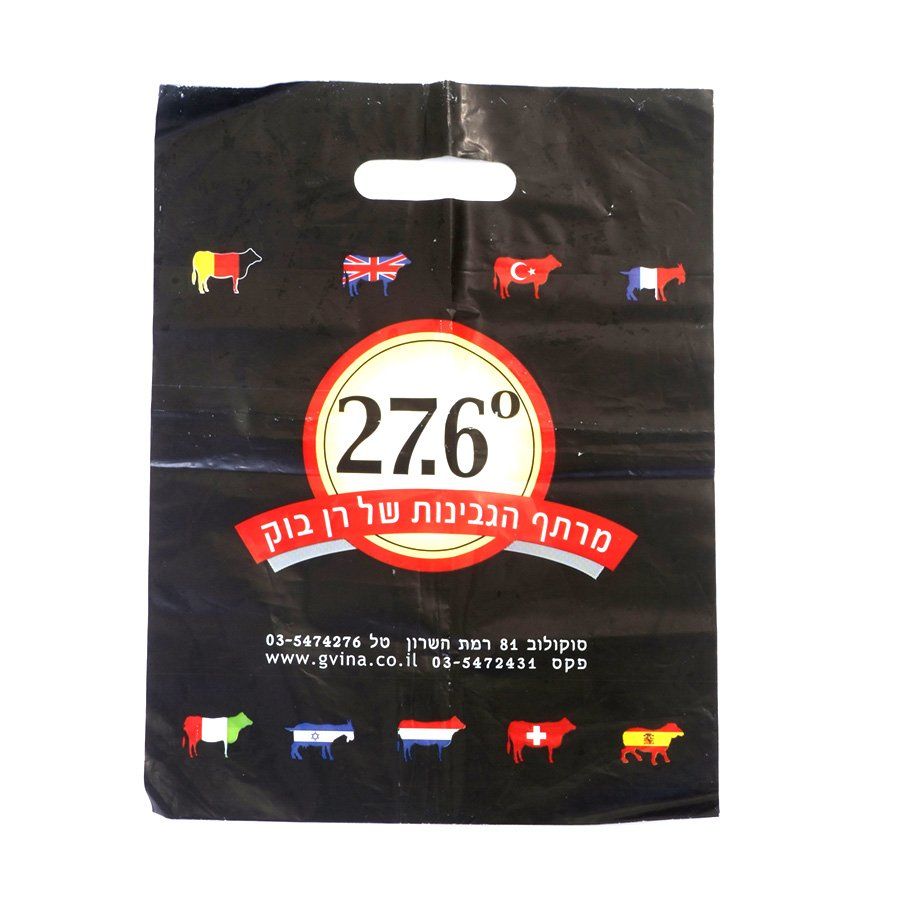 27.6º
מרתף הגבינות של רן בוק
סוקולוב 81 רמת השרון טל 03-5474276
פקס 03-5472431 www.gvina.co.il